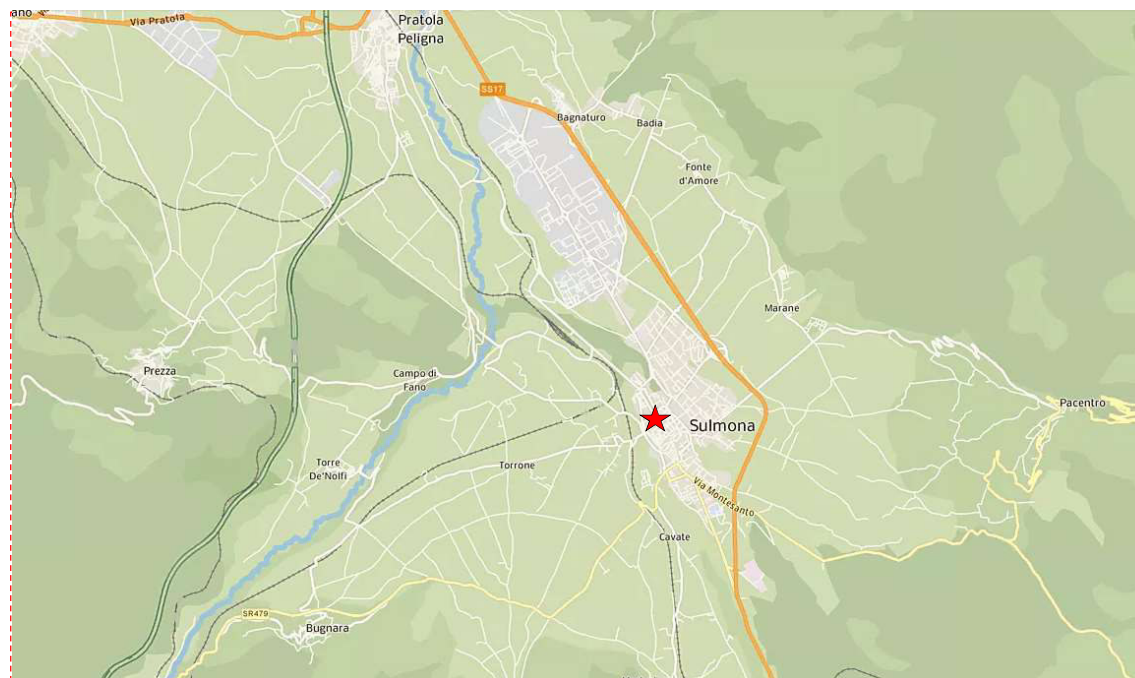 ano
Via Pratola
Pratola
Peligna
SS17
Bagnaturo
Badia
Fonte
d'Amore
Marane
Prezza
Campo di
Fano
Pacentro
Sulmona
Torre
De'Nolfi
Torrone
Via Montesanto
Cavate
SR479
Bugnara